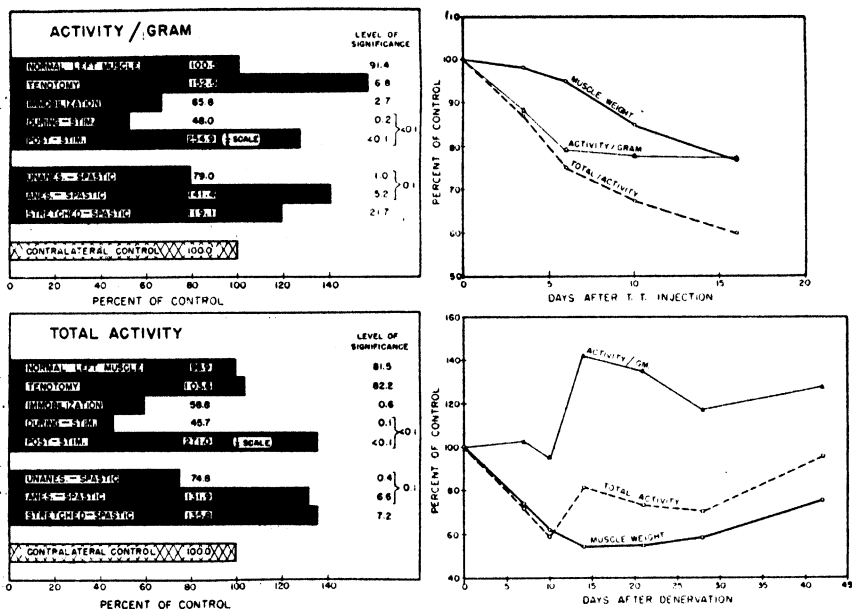 ACTIVITY/GRAM
LEVEL OF
SIGNIFICANCE
NORMAL LEFT MUSCLE 100.5 91.4
TENOTOMY 152.5 6.8
IMMOBILIZATION 65.8 2.7
DURING-STIM. 48.0 0.2
POST-STIM. 254.9 SCALE <0.1
<0.1
UNANES.-SPASTIC 79.0 1.0
ANES.-SPASTIC 141.4 5.2
0.1
STRETCHED-SPASTIC 119.1 21.7
CONTRALATERAL CONTROL 100.0
0 20 40 60 80 100 120 140
PERCENT OF CONTROL
110
100
90
80
70
60
50
PERCENT OF CONTROL
MUSCLE WEIGHT
ACTIVITY/GRAM
TOTAL/ACTIVITY
0 5 10 15 20
DAYS AFTER T. T. INJECTION
TOTAL ACTIVITY
LEVEL OF
SIGNIFICANCE
NORMAL LEFT MUSCLE 98.9 81.5
TENOTOMY 103.6 82.2
IMMOBILIZATION 58.8 0.6
DURING-STIM. 45.7 0.1
POST-STIM. 271.0 SCALE <0.1
<0.1
UNANES.-SPASTIC 74.8 0.4
ANES.-SPASTIC 131.9 6.6
0.1
STRETCHED-SPASTIC 135.8 7.2
CONTRALATERAL CONTROL 100.0
0 20 40 60 80 100 120 140
PERCENT OF CONTROL
160
140
120
100
80
60
40
PERCENT OF CONTROL
ACTIVITY/GM.
TOTAL ACTIVITY
MUSCLE WEIGHT
0 5 10 15 20 25 30 35 40 45
DAYS AFTER DENERVATION